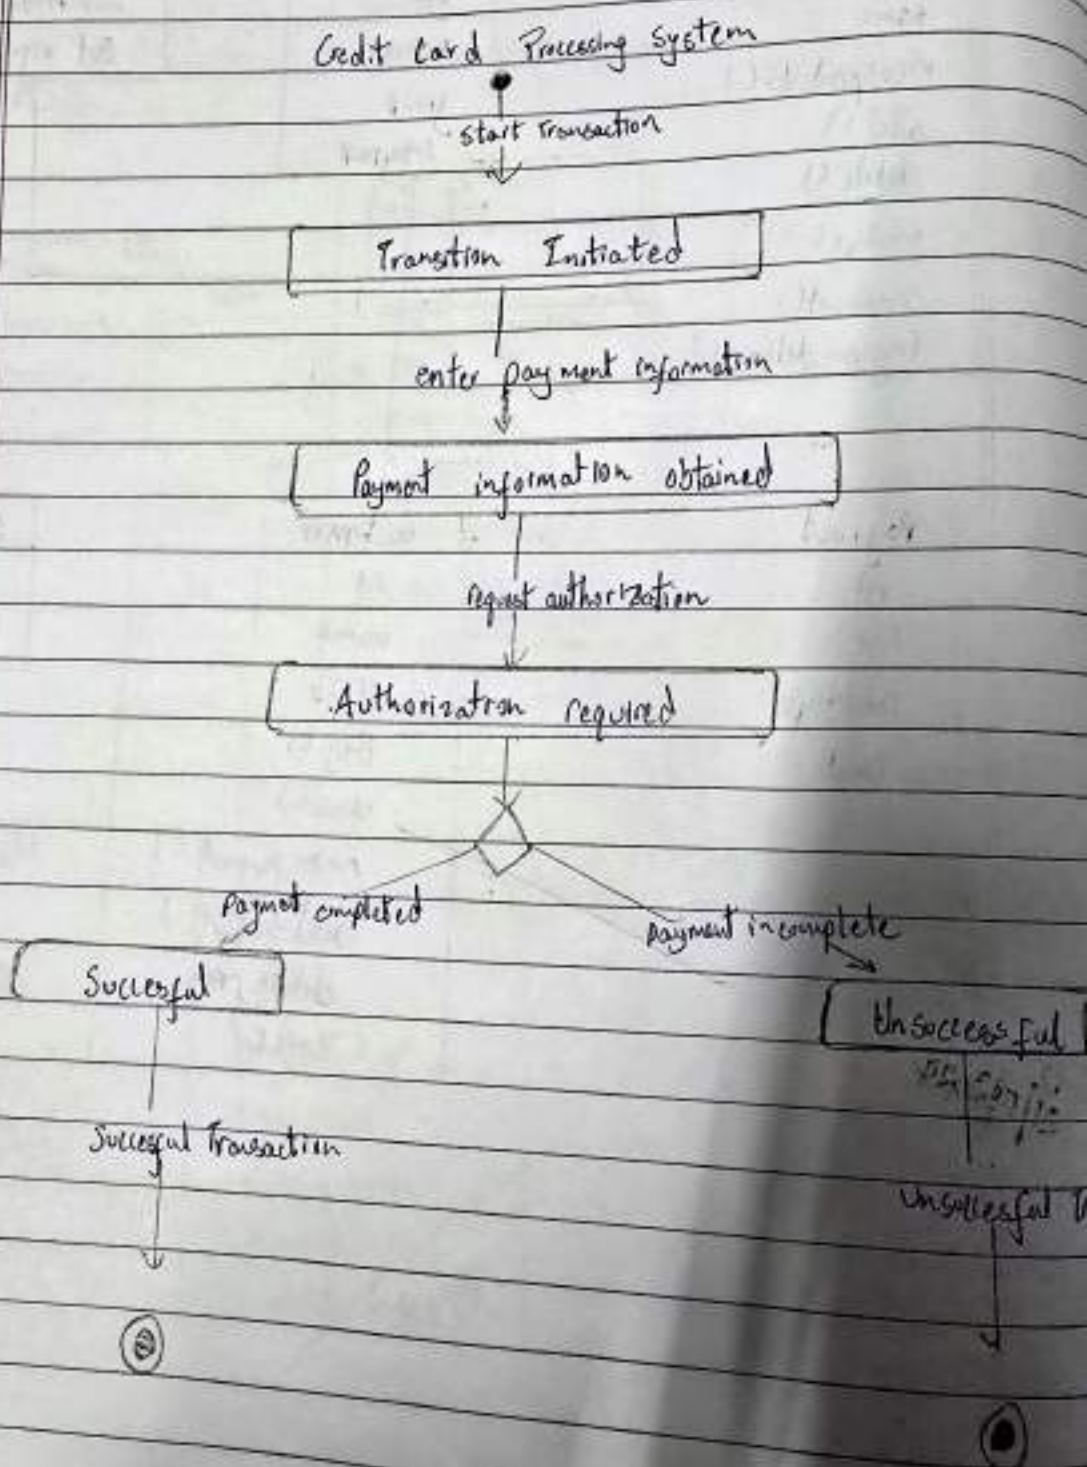 Credit Card Processing System
start Transaction
Transition Initiated
enter payment information
Payment information obtained
request authorization
Authorization required
Payment completed
payment incomplete
Succesful
Unsuccessful
Succesful Transaction
Unsuccesful